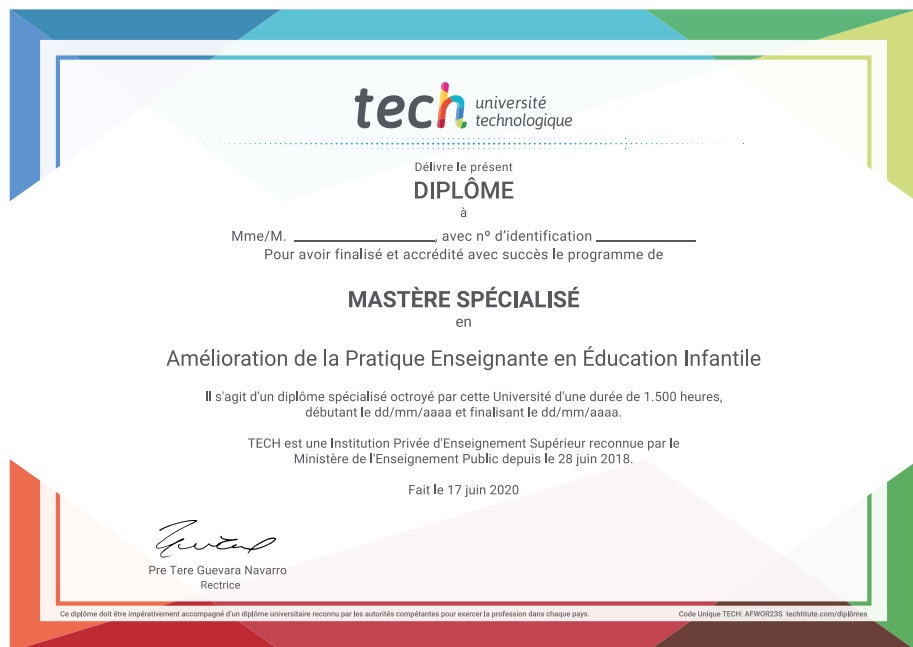 tech université
technologique
Délivre le présent
DIPLÔME
à
Mme/M. ____________, avec nº d'identification ____________
Pour avoir finalisé et accrédité avec succès le programme de
MASTÈRE SPÉCIALISÉ
en
Amélioration de la Pratique Enseignante en Éducation Infantile
Il s'agit d'un diplôme spécialisé octroyé par cette Université d'une durée de 1.500 heures,
débutant le dd/mm/aaaa et finalisant le dd/mm/aaaa.
TECH est une Institution Privée d'Enseignement Supérieur reconnue par le
Ministère de l'Enseignement Public depuis le 28 juin 2018.
Fait le 17 juin 2020
Pre Tere Guevara Navarro
Rectrice
Ce diplôme doit être impérativement accompagné d'un diplôme universitaire reconnu par les autorités compétentes pour exercer la profession dans chaque pays.
Code Unique TECH: AFWOR23S techtitute.com/diplômes